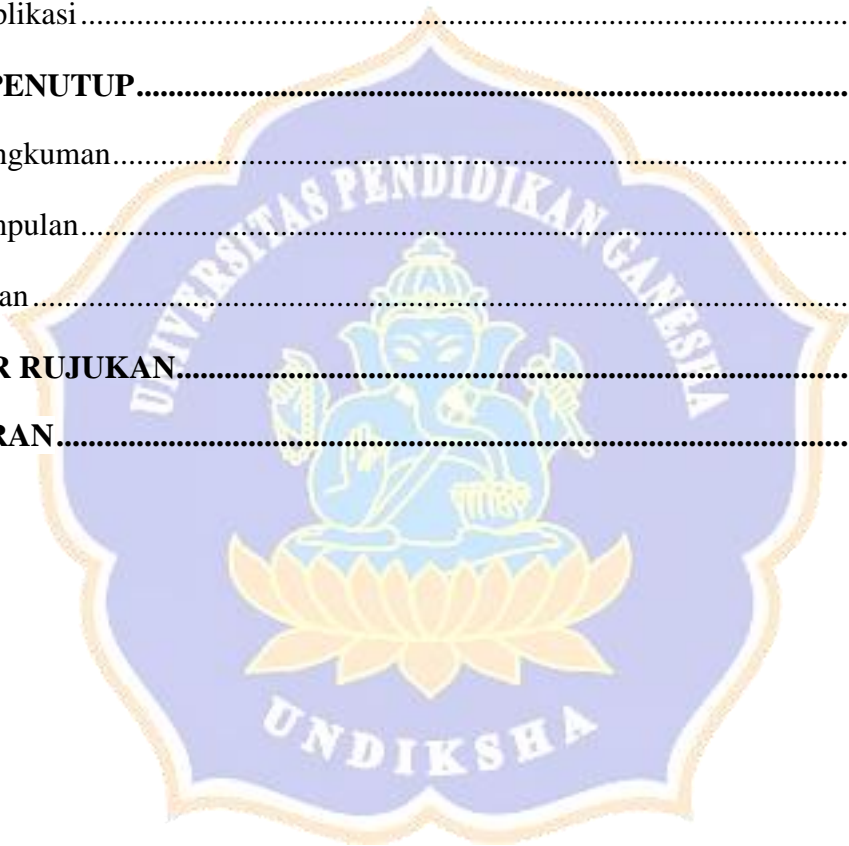 plikasi..........................................................................................
PENUTUP..................................................................................
ngkuman.....................................................................................
npulan.........................................................................................
an...............................................................................................
R RUJUKAN.............................................................................
RAN............................................................................................
UNIVERSITAS PENDIDIKAN GANESHA
UNDIKSHA